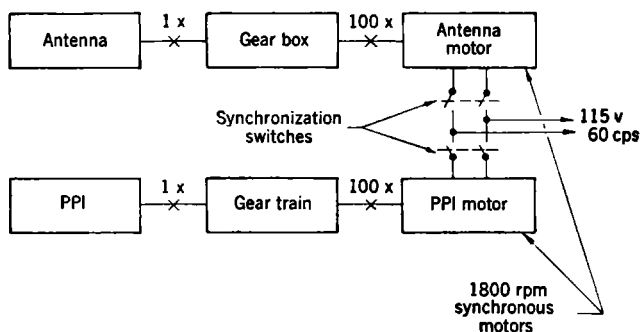 1 x
100 x
Antenna
Gear box
Antenna
motor
Synchronization
switches
115 v
60 cps
1 x
100 x
PPI
Gear train
PPI motor
1800 rpm
synchronous
motors